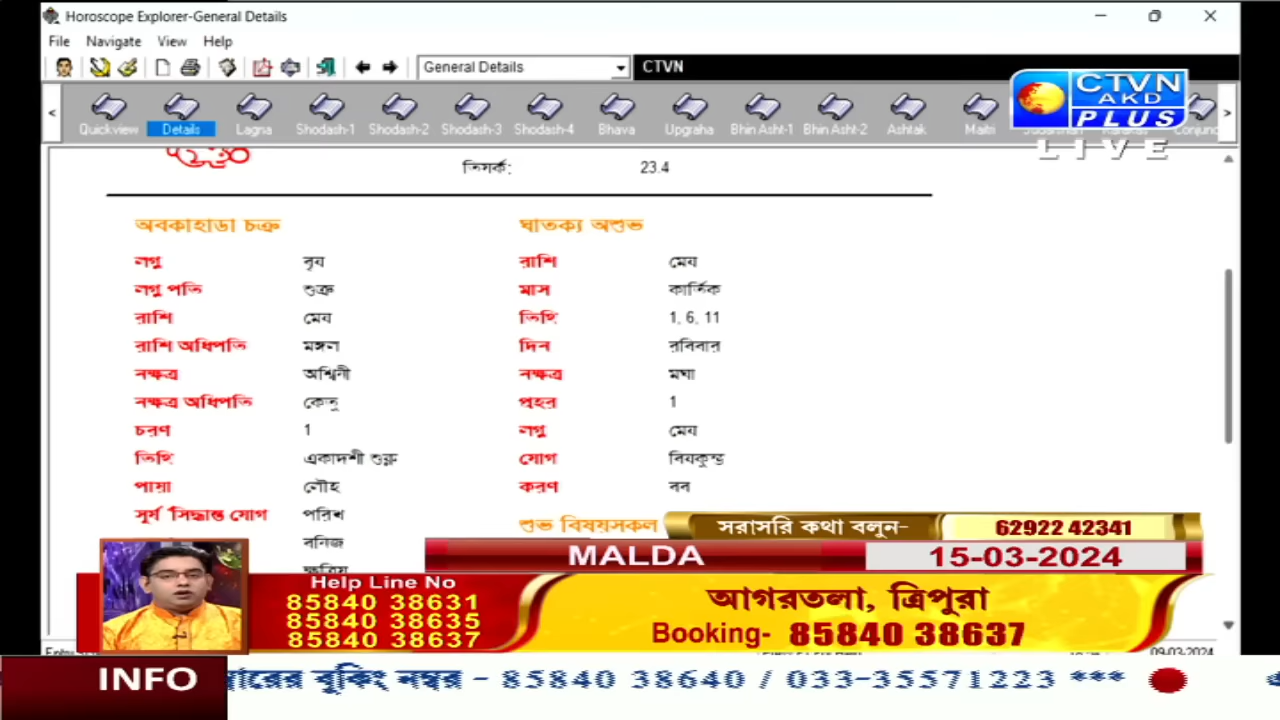 Horoscope Explorer-General Details
File Navigate View Help
General Details CTVN
Quickview Details Lagna Shodash-1 Shodash-2 Shodash-3 Shodash-4 Bhava Upgraha Bhin Asht-1 Bhin Asht-2 Ashtak Maitri
CTVN
AKD
PLUS
LIVE
তিসর্ক: 23.4
অবকাহাডা চক্র ঘাতক্য অশুভ
লগ্ন বৃষ রাশি মেষ
লগ্ন পতি শুক্র মাস কার্তিক
রাশি মেষ তিথি 1, 6, 11
রাশি অধিপতি মঙ্গল দিন রবিবার
নক্ষত্র অশ্বিনী নক্ষত্র মঘা
নক্ষত্র অধিপতি কেতু প্রহর 1
চরণ 1 লগ্ন মেষ
তিথি একাদশী শুক্ল যোগ বিষকুম্ভ
পায়া লৌহ করণ বব
সূর্য সিদ্ধান্ত যোগ পরিঘ শুভ বিষয়সকল
বনিজ
সরাসরি কথা বলুন- 62922 42341
MALDA 15-03-2024
Help Line No
85840 38631
85840 38635
85840 38637
আগরতলা, ত্রিপুরা
Booking- 85840 38637
09-03-2024
INFO বুকিং নম্বর - 85840 38640 / 033-35571223 ***